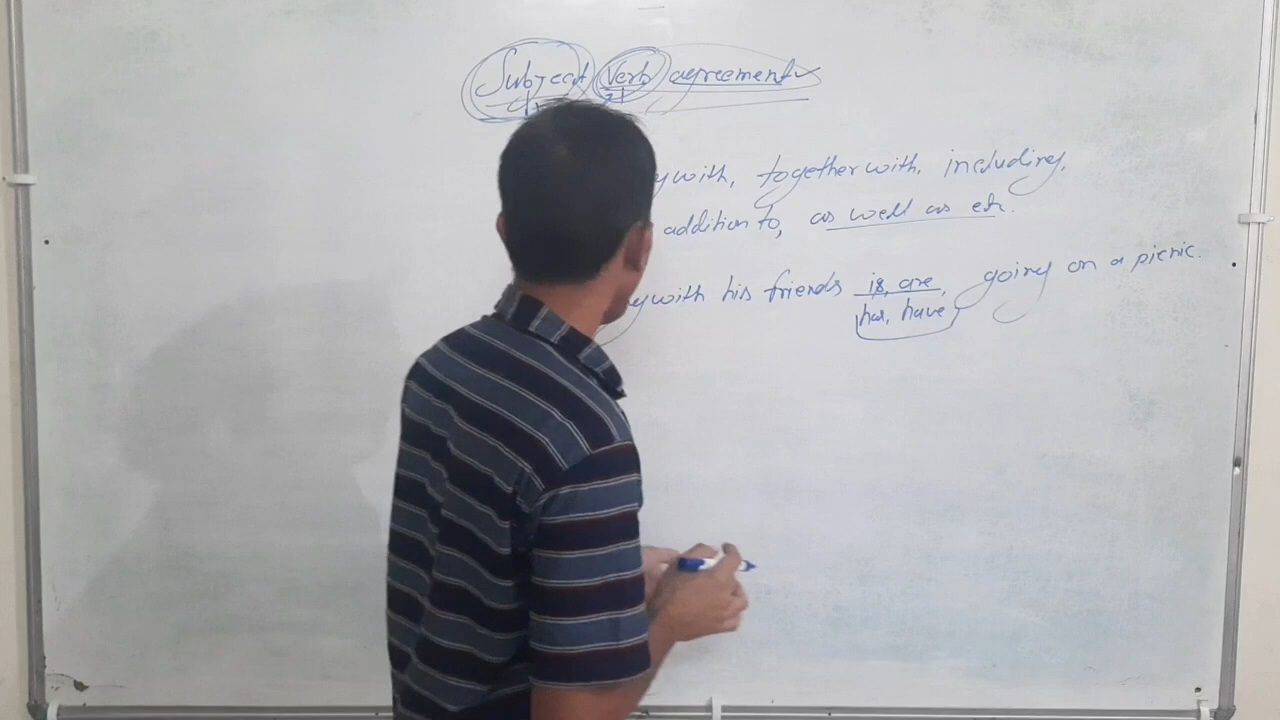 Subject Verb agreement
with, together with, including,
addition to, as well as etc.
with his friends is, are, going on a picnic.
has, have